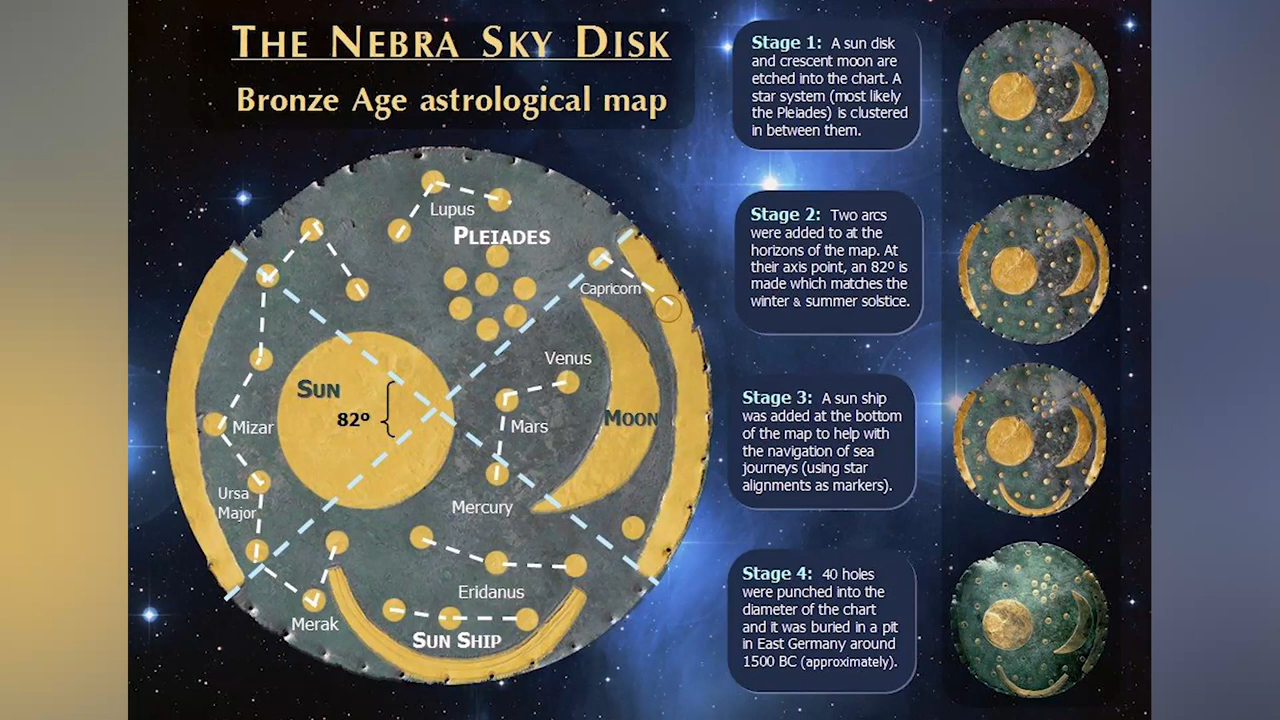 THE NEBRA SKY DISK
Bronze Age astrological map
Lupus
PLEIADES
Capricorn
Venus
SUN
82º
Mars
MOON
Mizar
Mercury
Ursa
Major
Eridanus
Merak
SUN SHIP
Stage 1: A sun disk
and crescent moon are
etched into the chart. A
star system (most likely
the Pleiades) is clustered
in between them.
Stage 2: Two arcs
were added to at the
horizons of the map. At
their axis point, an 82º is
made which matches the
winter & summer solstice.
Stage 3: A sun ship
was added at the bottom
of the map to help with
the navigation of sea
journeys (using star
alignments as markers).
Stage 4: 40 holes
were punched into the
diameter of the chart
and it was buried in a pit
in East Germany around
1500 BC (approximately).